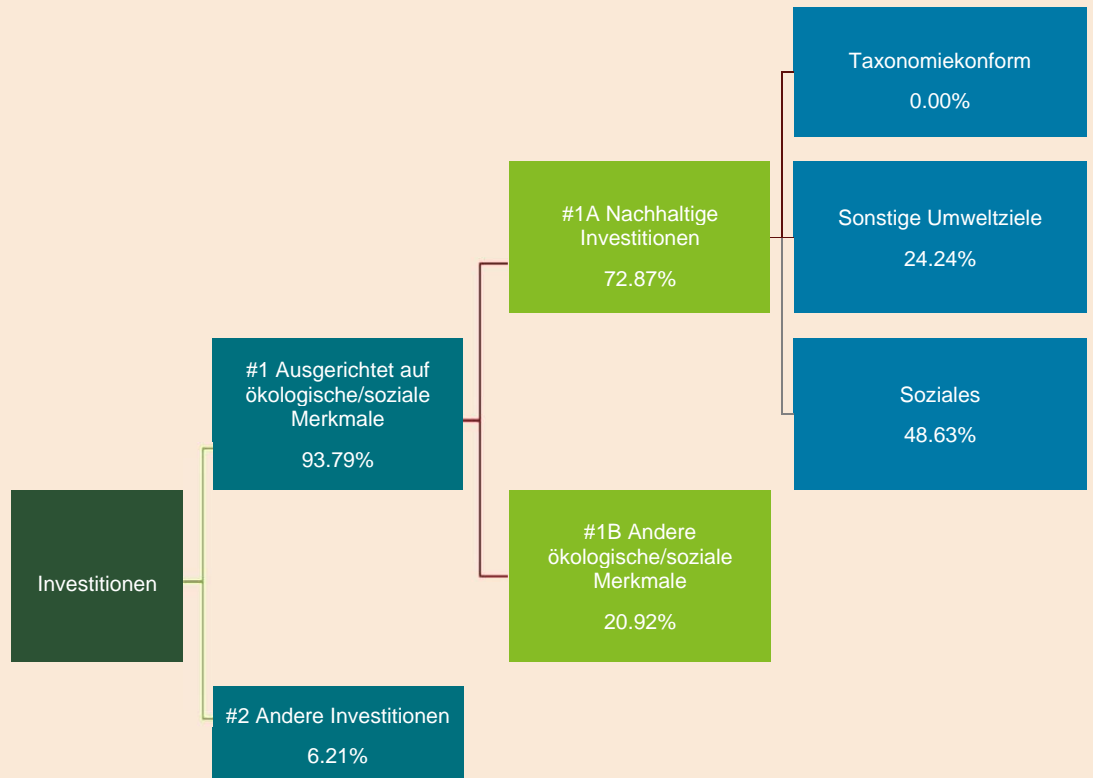 Taxonomiekonform
0.00%
#1A Nachhaltige
Investitionen
72.87%
Sonstige Umweltziele
24.24%
#1 Ausgerichtet auf
ökologische/soziale
Merkmale
93.79%
Soziales
48.63%
Investitionen
#1B Andere
ökologische/soziale
Merkmale
20.92%
#2 Andere Investitionen
6.21%